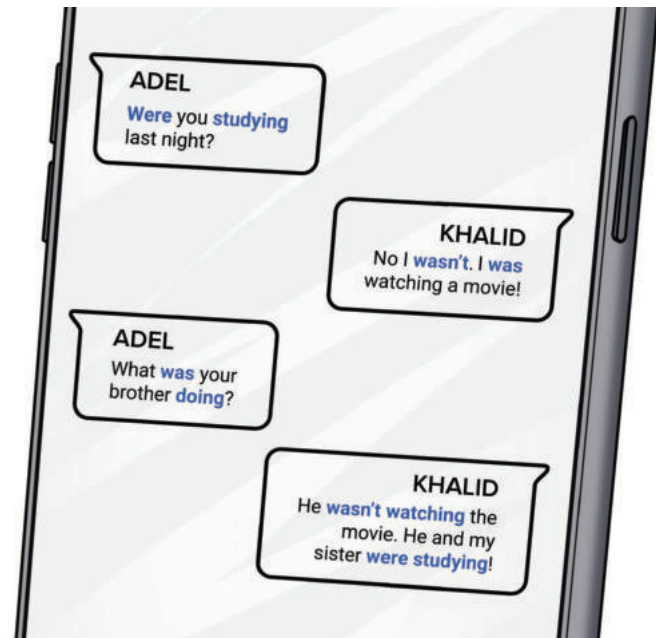 ADEL
Were you studying
last night?
KHALID
No I wasn't. I was
watching a movie!
ADEL
What was your
brother doing?
KHALID
He wasn't watching the
movie. He and my
sister were studying!